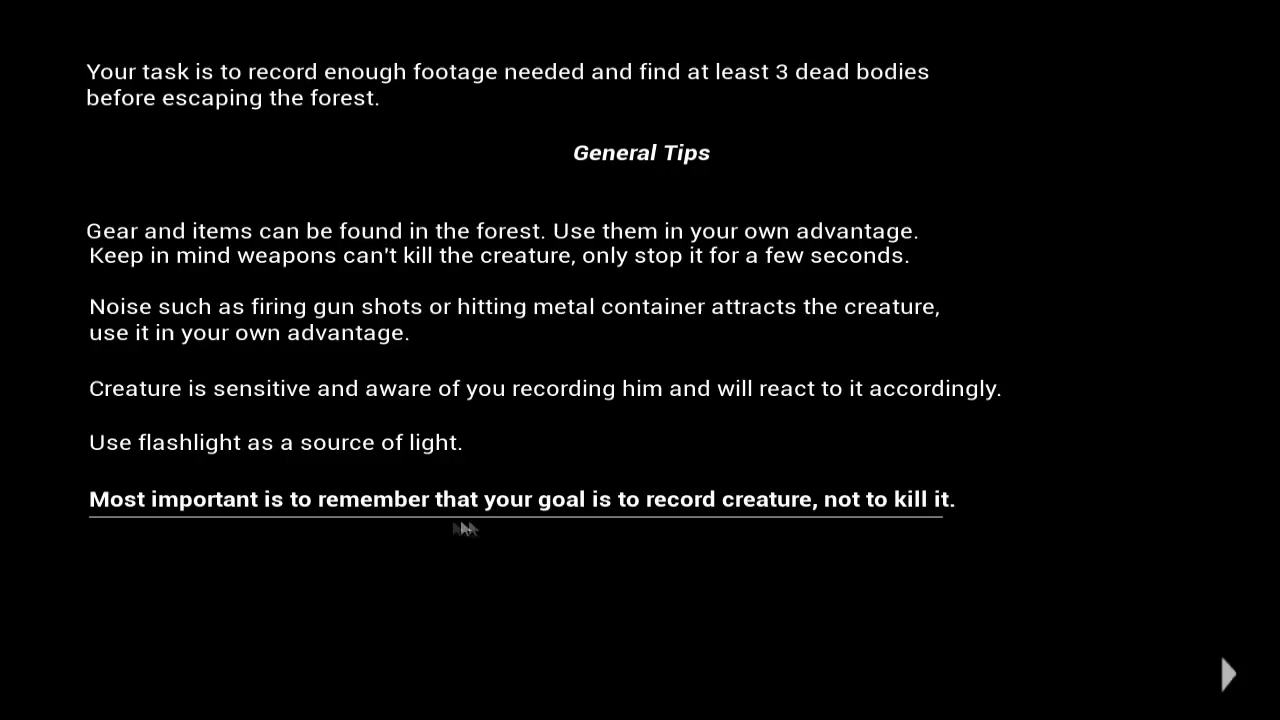 Your task is to record enough footage needed and find at least 3 dead bodies
before escaping the forest.
General Tips
Gear and items can be found in the forest. Use them in your own advantage.
Keep in mind weapons can't kill the creature, only stop it for a few seconds.
Noise such as firing gun shots or hitting metal container attracts the creature,
use it in your own advantage.
Creature is sensitive and aware of you recording him and will react to it accordingly.
Use flashlight as a source of light.
Most important is to remember that your goal is to record creature, not to kill it.